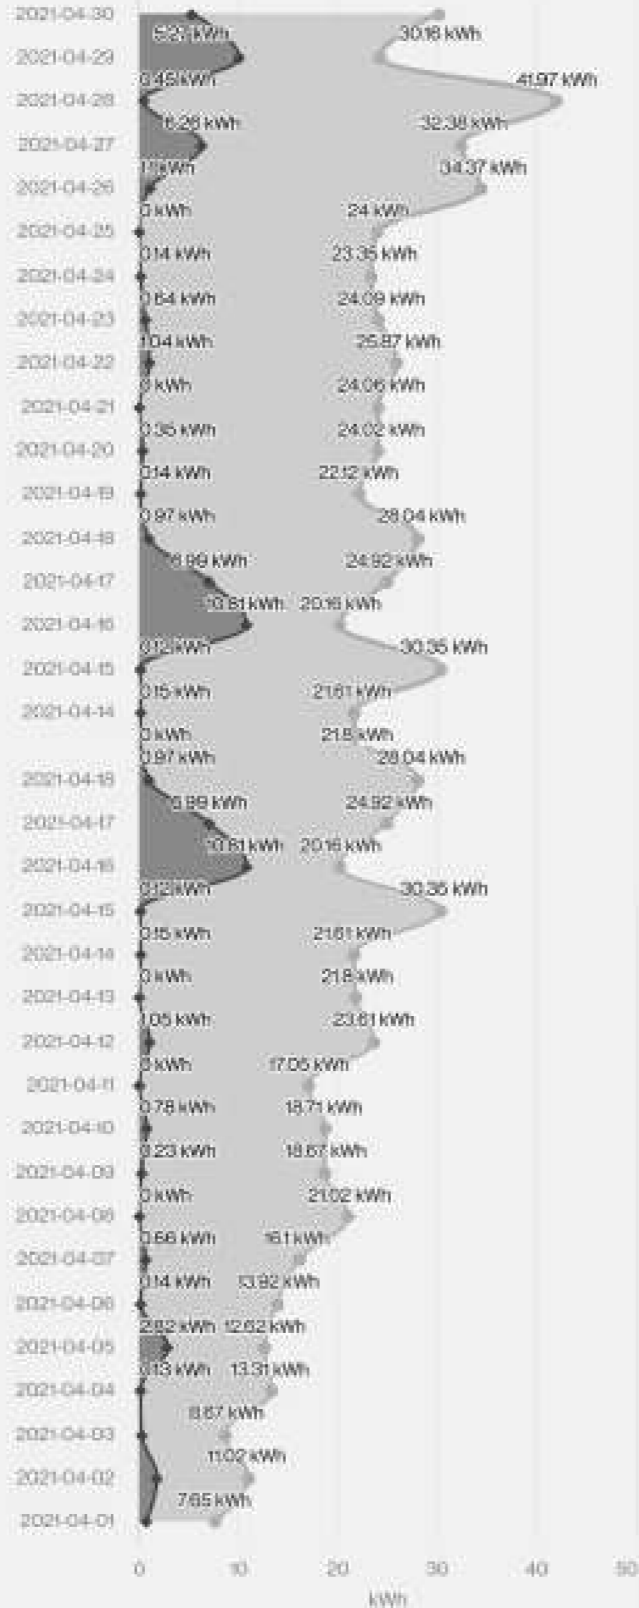 2021-04-30
5.27 kWh 30.16 kWh
2021-04-29
0.45 kWh 41.97 kWh
2021-04-28
6.26 kWh 32.38 kWh
2021-04-27
1.1 kWh 34.37 kWh
2021-04-26
0 kWh 24 kWh
2021-04-25
0.14 kWh 23.35 kWh
2021-04-24
0.64 kWh 24.09 kWh
2021-04-23
1.04 kWh 25.87 kWh
2021-04-22
0 kWh 24.06 kWh
2021-04-21
0.35 kWh 24.02 kWh
2021-04-20
0.14 kWh 22.12 kWh
2021-04-19
0.97 kWh 28.04 kWh
2021-04-18
6.99 kWh 24.92 kWh
2021-04-17
10.81 kWh 20.16 kWh
2021-04-16
0.12 kWh 30.35 kWh
2021-04-15
0.15 kWh 21.61 kWh
2021-04-14
0 kWh 21.8 kWh
0.97 kWh 28.04 kWh
2021-04-18
6.99 kWh 24.92 kWh
2021-04-17
10.81 kWh 20.16 kWh
2021-04-16
0.12 kWh 30.35 kWh
2021-04-15
0.15 kWh 21.61 kWh
2021-04-14
0 kWh 21.8 kWh
2021-04-13
1.05 kWh 23.61 kWh
2021-04-12
0 kWh 17.05 kWh
2021-04-11
0.78 kWh 18.71 kWh
2021-04-10
0.23 kWh 18.67 kWh
2021-04-09
0 kWh 21.02 kWh
2021-04-08
0.66 kWh 16.1 kWh
2021-04-07
0.14 kWh 13.92 kWh
2021-04-06
2.82 kWh 12.62 kWh
2021-04-05
0.13 kWh 13.31 kWh
2021-04-04
8.67 kWh
2021-04-03
11.02 kWh
2021-04-02
7.65 kWh
2021-04-01
0 10 20 30 40 50
kWh